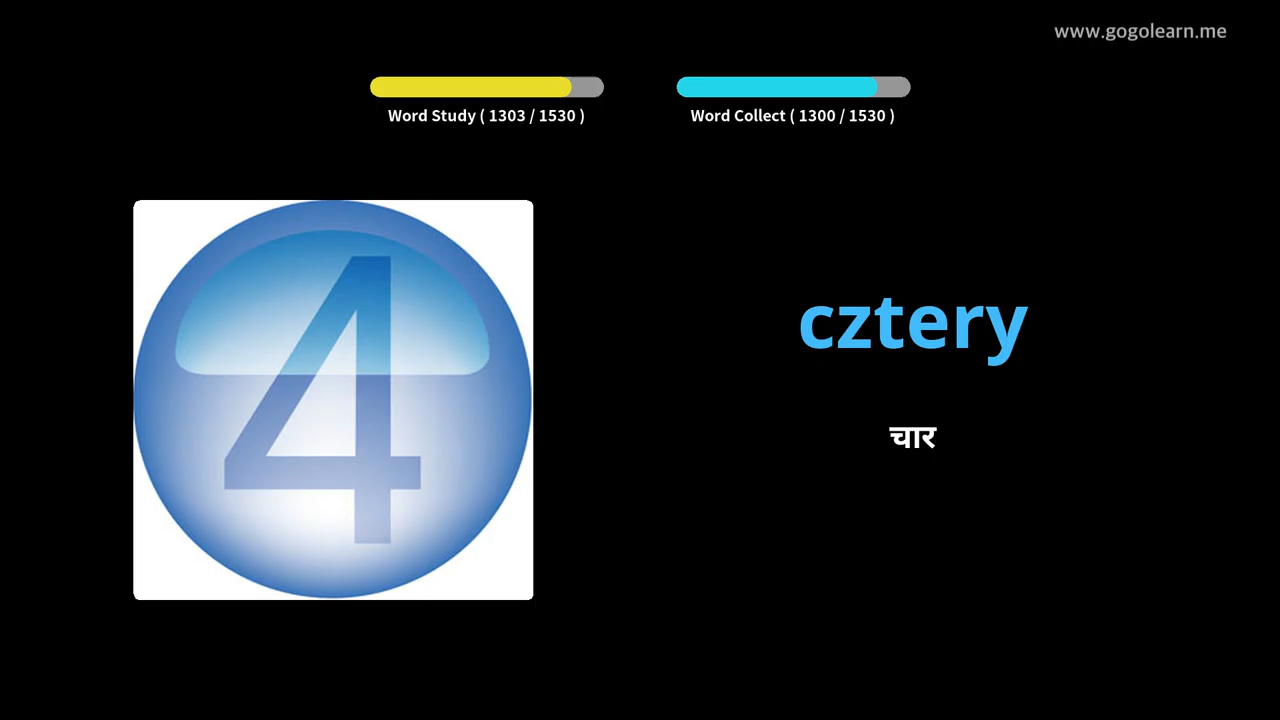 www.gogolearn.me
Word Study ( 1303 / 1530 )
Word Collect ( 1300 / 1530 )
4
cztery
चार